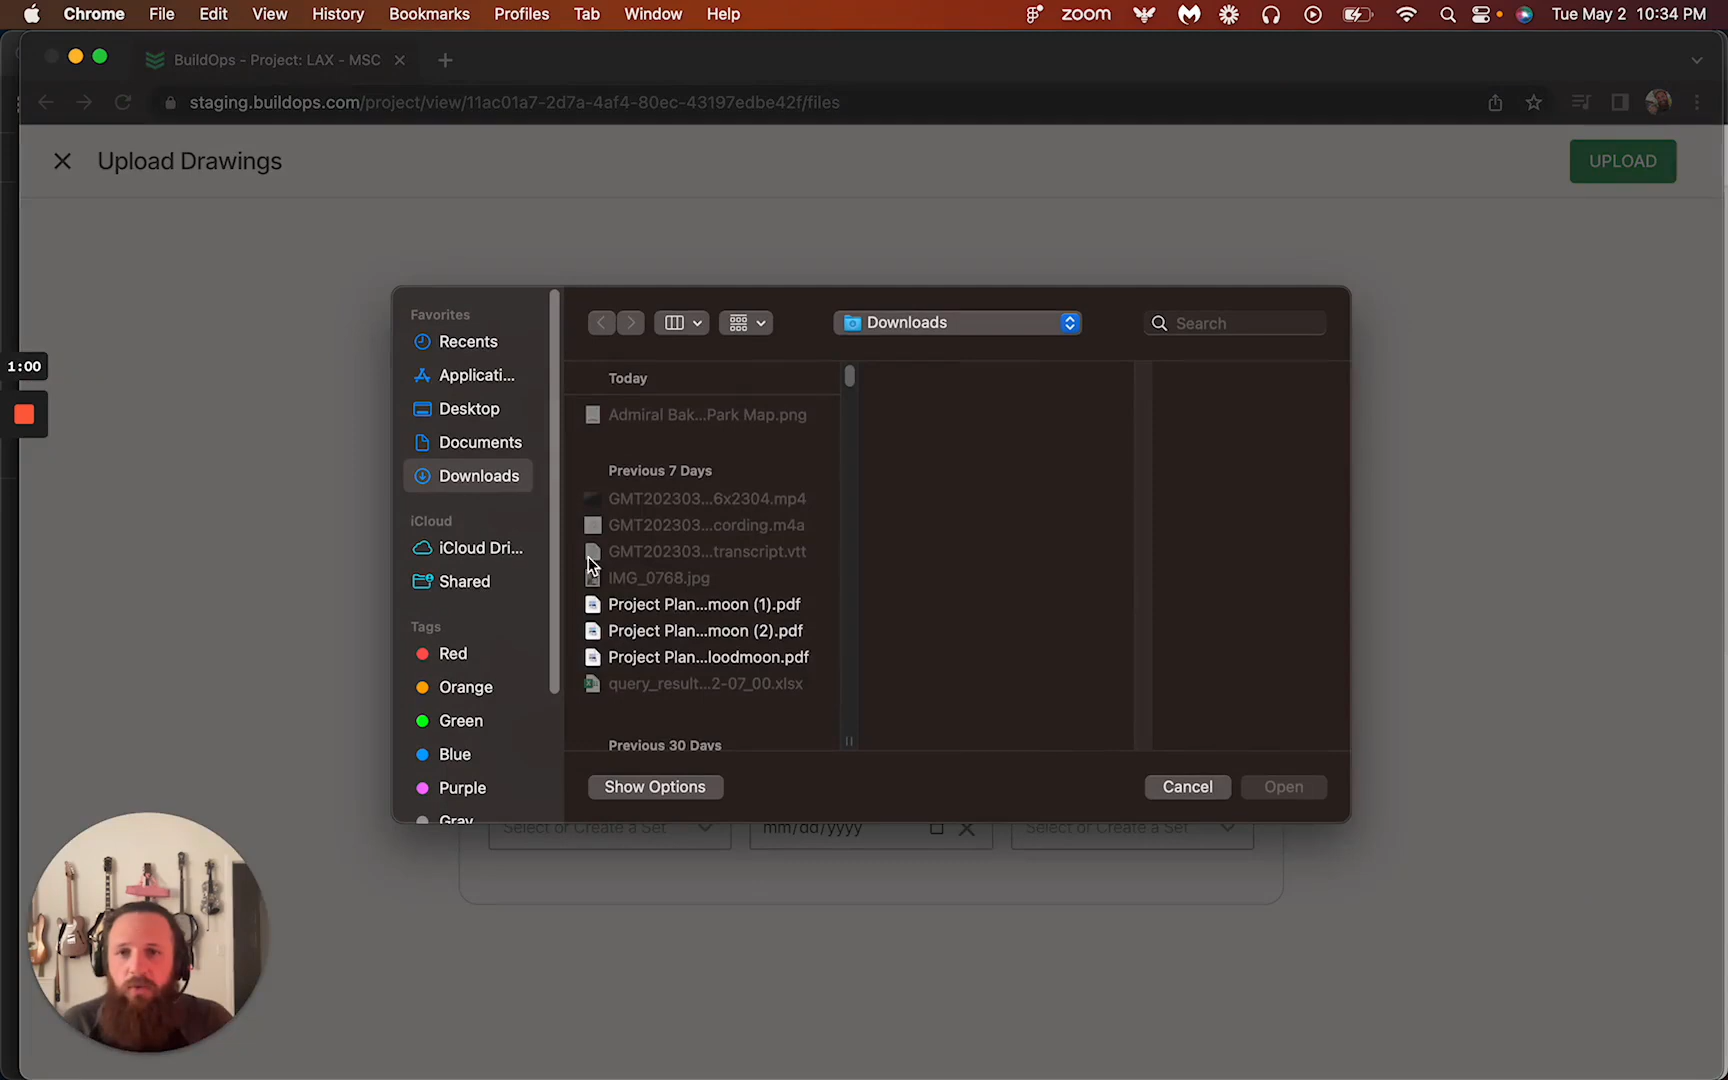 Chrome File Edit View History Bookmarks Profiles Tab Window Help
zoom
Tue May 2 10:34 PM
BuildOps - Project: LAX - MSC
staging.buildops.com/project/view/11ac01a7-2d7a-4af4-80ec-43197edbe42f/files
Upload Drawings
UPLOAD
1:00
Favorites
Recents
Applicati...
Desktop
Documents
Downloads
iCloud
iCloud Dri...
Shared
Tags
Red
Orange
Green
Blue
Purple
Gray
Downloads
Search
Today
Admiral Bak...Park Map.png
Previous 7 Days
GMT202303...6x2304.mp4
GMT202303...cording.m4a
GMT202303...transcript.vtt
IMG_0768.jpg
Project Plan...moon (1).pdf
Project Plan...moon (2).pdf
Project Plan...loodmoon.pdf
query_result...2-07_00.xlsx
Previous 30 Days
Show Options
Cancel
Open
Select or Create a Set
mm/dd/yyyy
Select or Create a Set